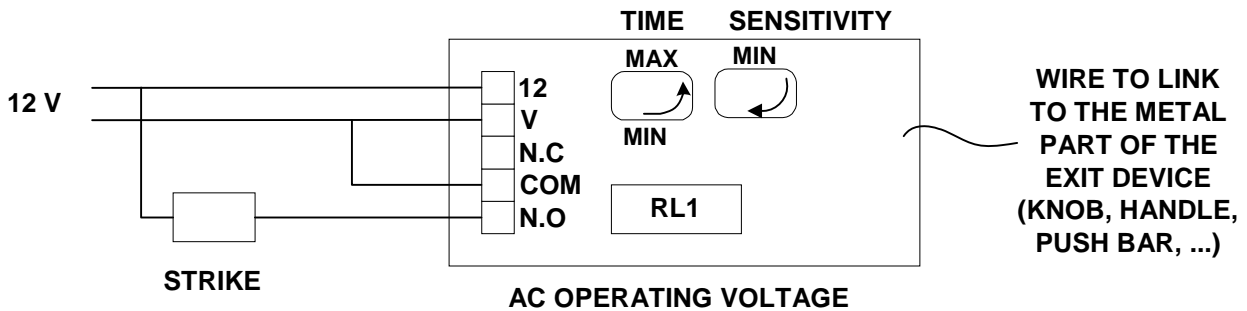 TIME SENSITIVITY
MAX MIN
MIN
12 V
12
V
N.C
COM
N.O
RL1
STRIKE
WIRE TO LINK
TO THE METAL
PART OF THE
EXIT DEVICE
(KNOB, HANDLE,
PUSH BAR, ...)
AC OPERATING VOLTAGE